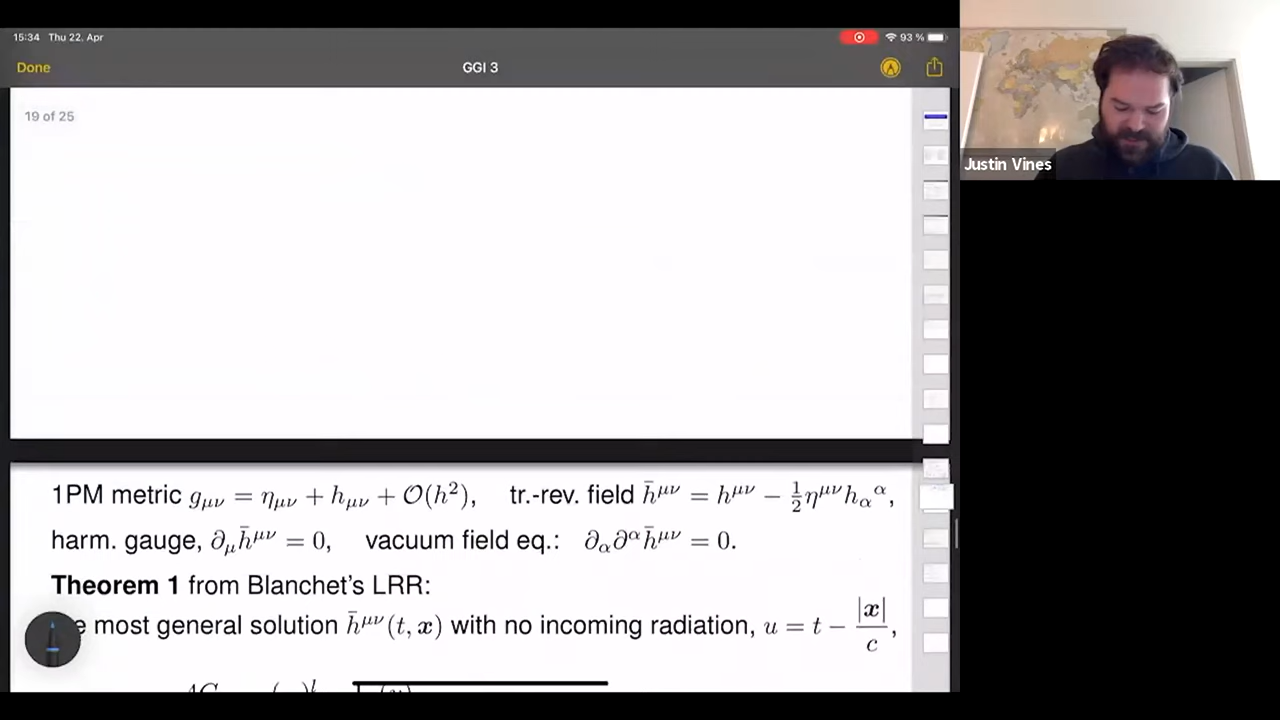 15:34 Thu 22. Apr
93 %
Done
GGI 3
19 of 25
Justin Vines
1PM metric $g_{\mu\nu} = \eta_{\mu\nu} + h_{\mu\nu} + \mathcal{O}(h^2)$, tr.-rev. field $\bar{h}^{\mu\nu} = h^{\mu\nu} - \frac{1}{2}\eta^{\mu\nu}h_\alpha{}^\alpha$,
harm. gauge, $\partial_\mu \bar{h}^{\mu\nu} = 0$, vacuum field eq.: $\partial_\alpha \partial^\alpha \bar{h}^{\mu\nu} = 0$.
Theorem 1 from Blanchet's LRR:
e most general solution $\bar{h}^{\mu\nu}(t, \boldsymbol{x})$ with no incoming radiation, $u = t - \frac{|\boldsymbol{x}|}{c}$,